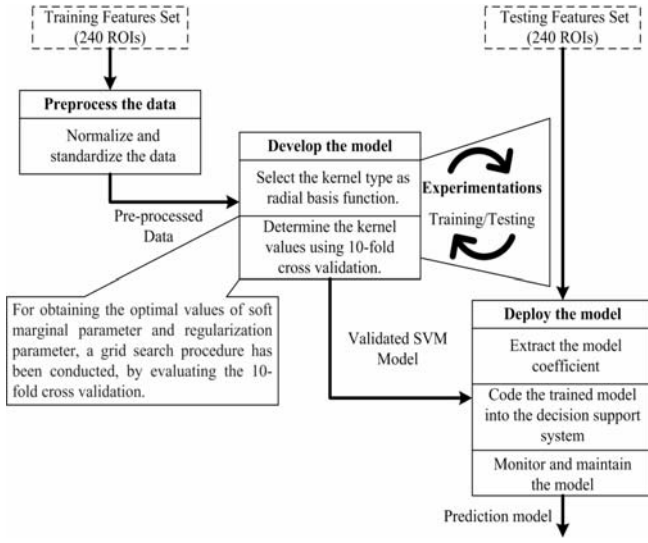 Training Features Set
(240 ROIs)
Testing Features Set
(240 ROIs)
Preprocess the data
Normalize and
standardize the data
Pre-processed
Data
Develop the model
Select the kernel type as
radial basis function.
Determine the kernel
values using 10-fold
cross validation.
Experimentations
Training/Testing
For obtaining the optimal values of soft
marginal parameter and regularization
parameter, a grid search procedure has
been conducted, by evaluating the 10-
fold cross validation.
Validated SVM
Model
Deploy the model
Extract the model
coefficient
Code the trained model
into the decision support
system
Monitor and maintain
the model
Prediction model